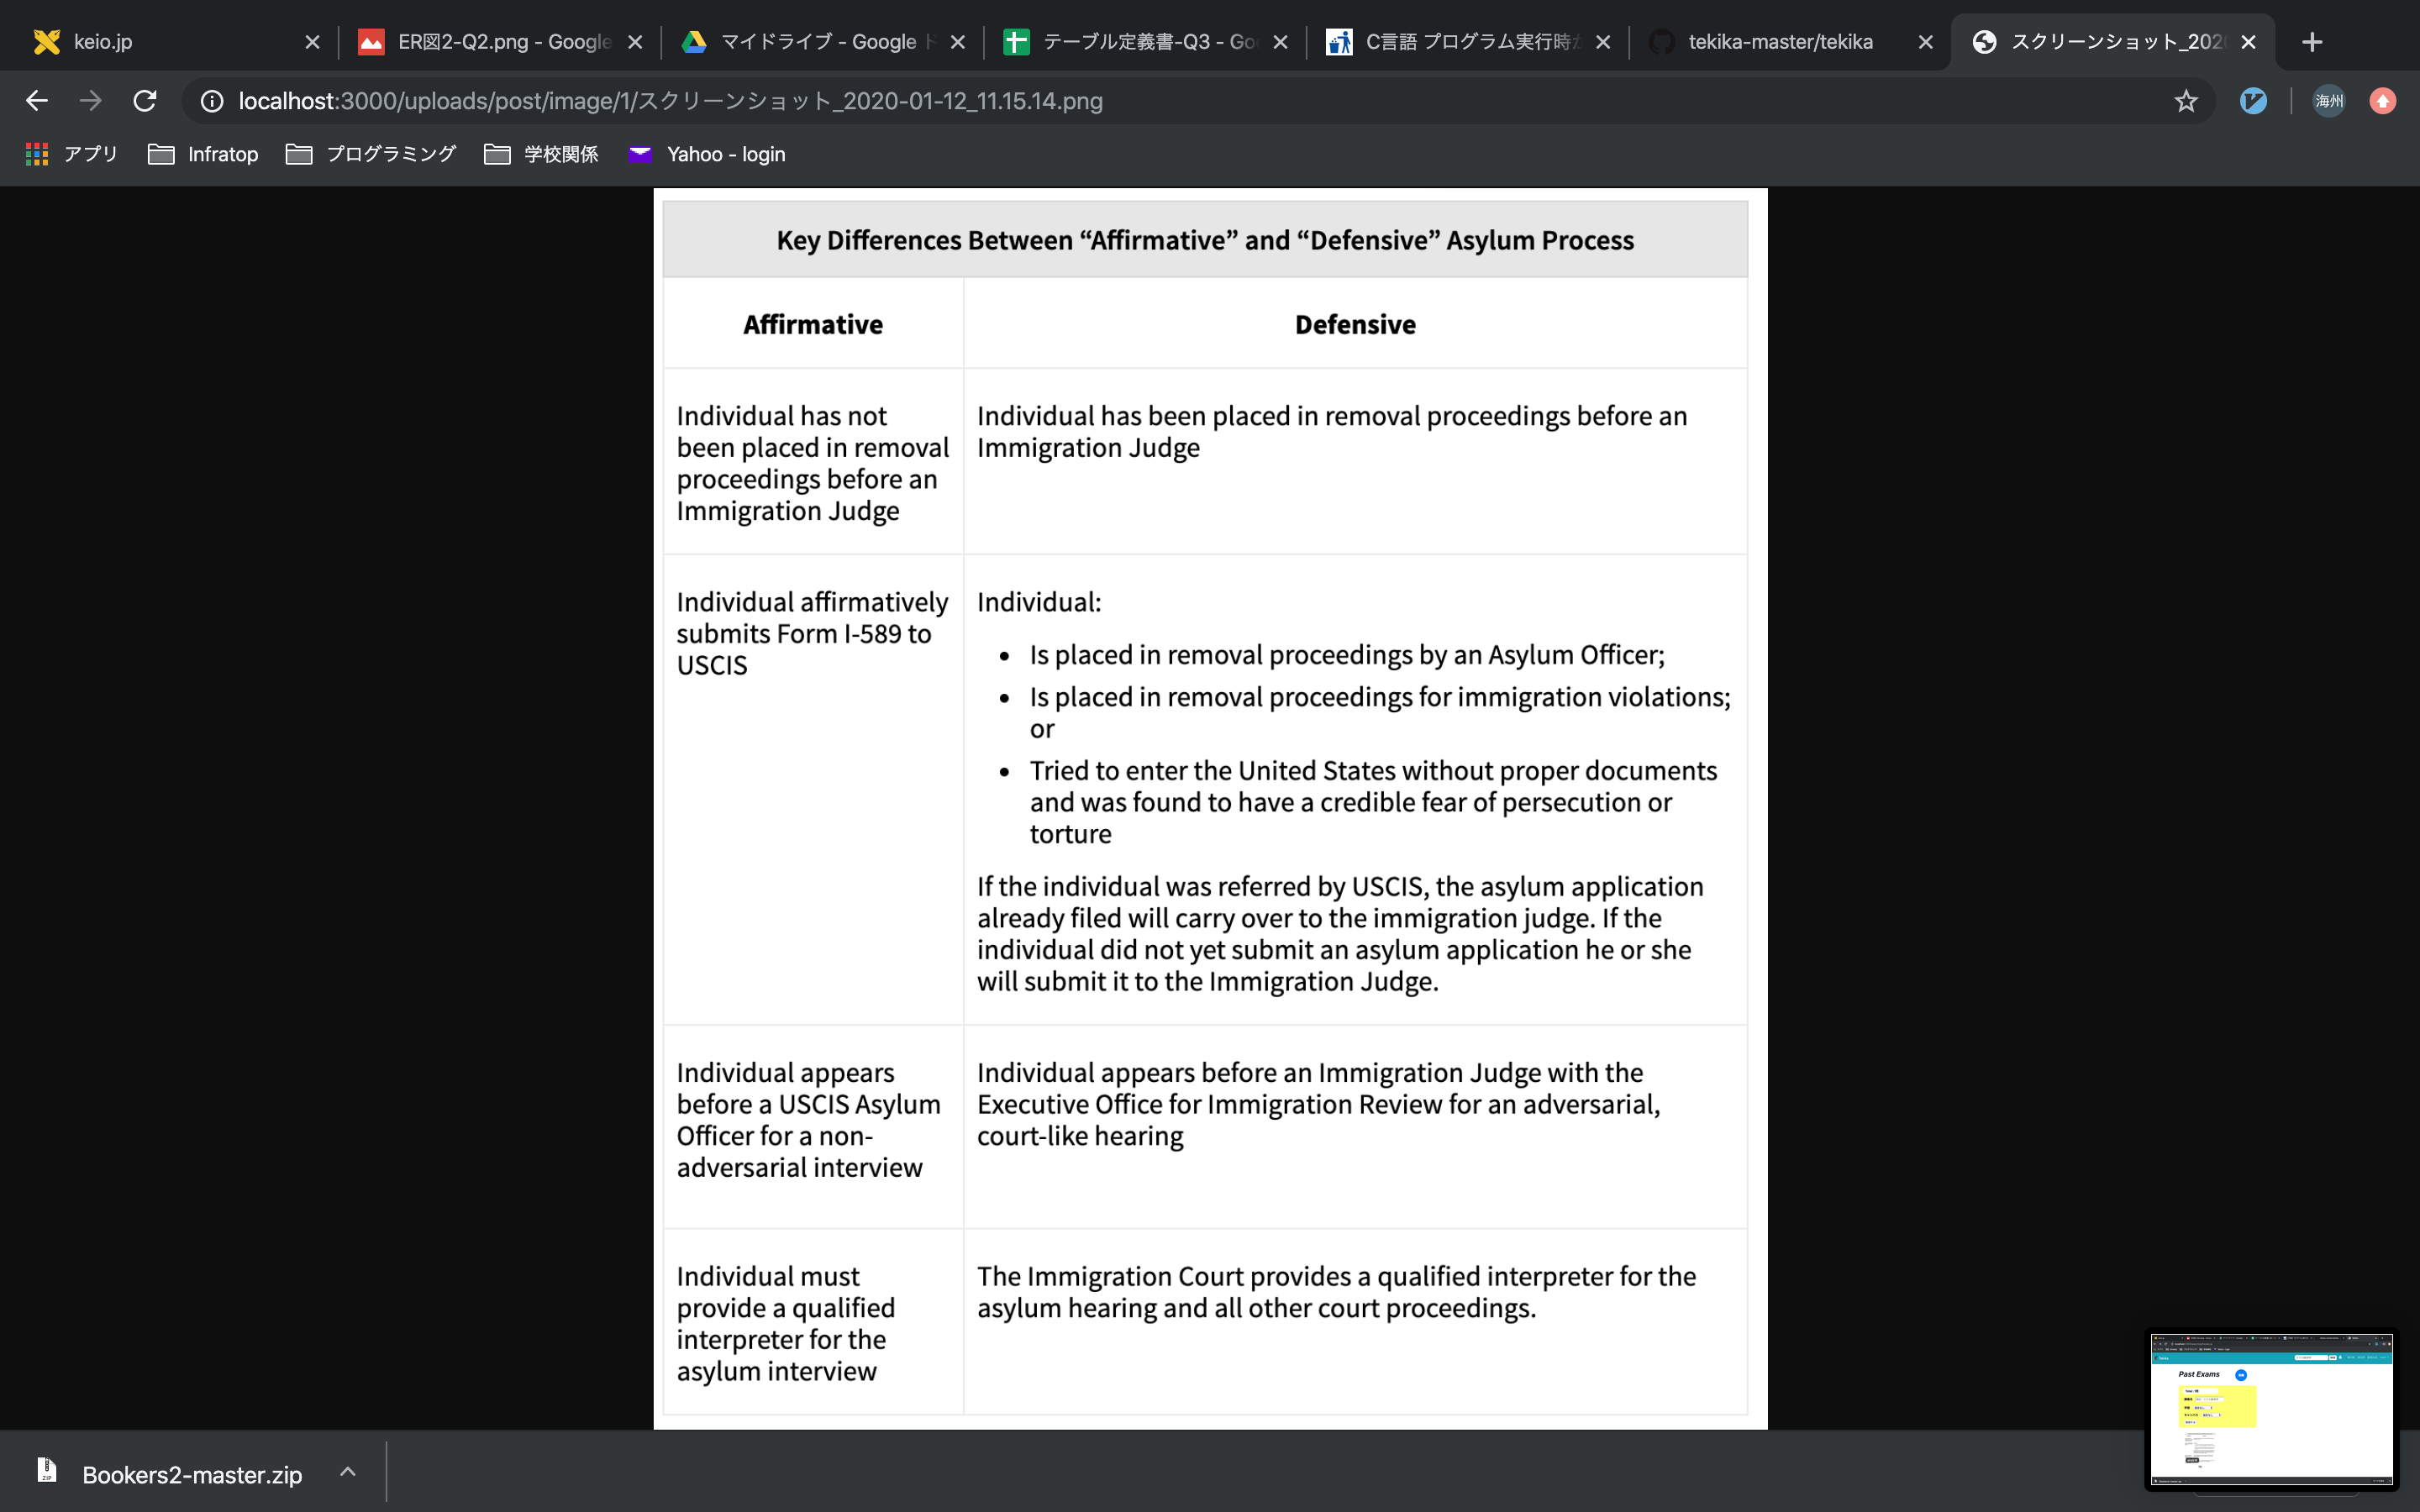 keio.jp
ER図2-Q2.png - Google
マイドライブ - Google
テーブル定義書-Q3 - Go
C言語 プログラム実行時
tekika-master/tekika
スクリーンショット_202
localhost:3000/uploads/post/image/1/スクリーンショット_2020-01-12_11.15.14.png
海州
アプリ
Infratop
プログラミング
学校関係
Yahoo - login
Key Differences Between “Affirmative” and “Defensive” Asylum Process
Affirmative
Defensive
Individual has not
been placed in removal
proceedings before an
Immigration Judge
Individual has been placed in removal proceedings before an
Immigration Judge
Individual affirmatively
submits Form I-589 to
USCIS
Individual:
• Is placed in removal proceedings by an Asylum Officer;
• Is placed in removal proceedings for immigration violations;
or
• Tried to enter the United States without proper documents
and was found to have a credible fear of persecution or
torture
If the individual was referred by USCIS, the asylum application
already filed will carry over to the immigration judge. If the
individual did not yet submit an asylum application he or she
will submit it to the Immigration Judge.
Individual appears
before a USCIS Asylum
Officer for a non-
adversarial interview
Individual appears before an Immigration Judge with the
Executive Office for Immigration Review for an adversarial,
court-like hearing
Individual must
provide a qualified
interpreter for the
asylum interview
The Immigration Court provides a qualified interpreter for the
asylum hearing and all other court proceedings.
Past Exams
ZIP
Bookers2-master.zip